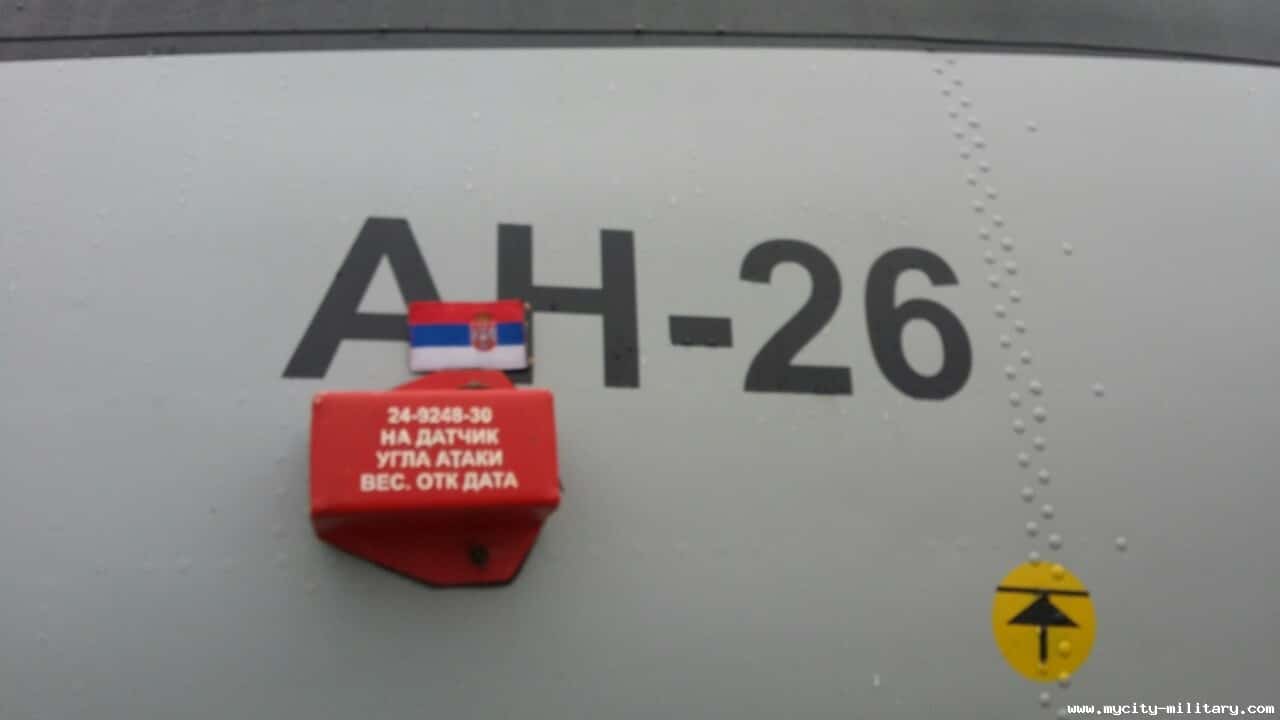 АН-26
24-9248-30
НА ДАТЧИК
УГЛА АТАКИ
ВЕС. ОТК ДАТА
www.mycity-military.com